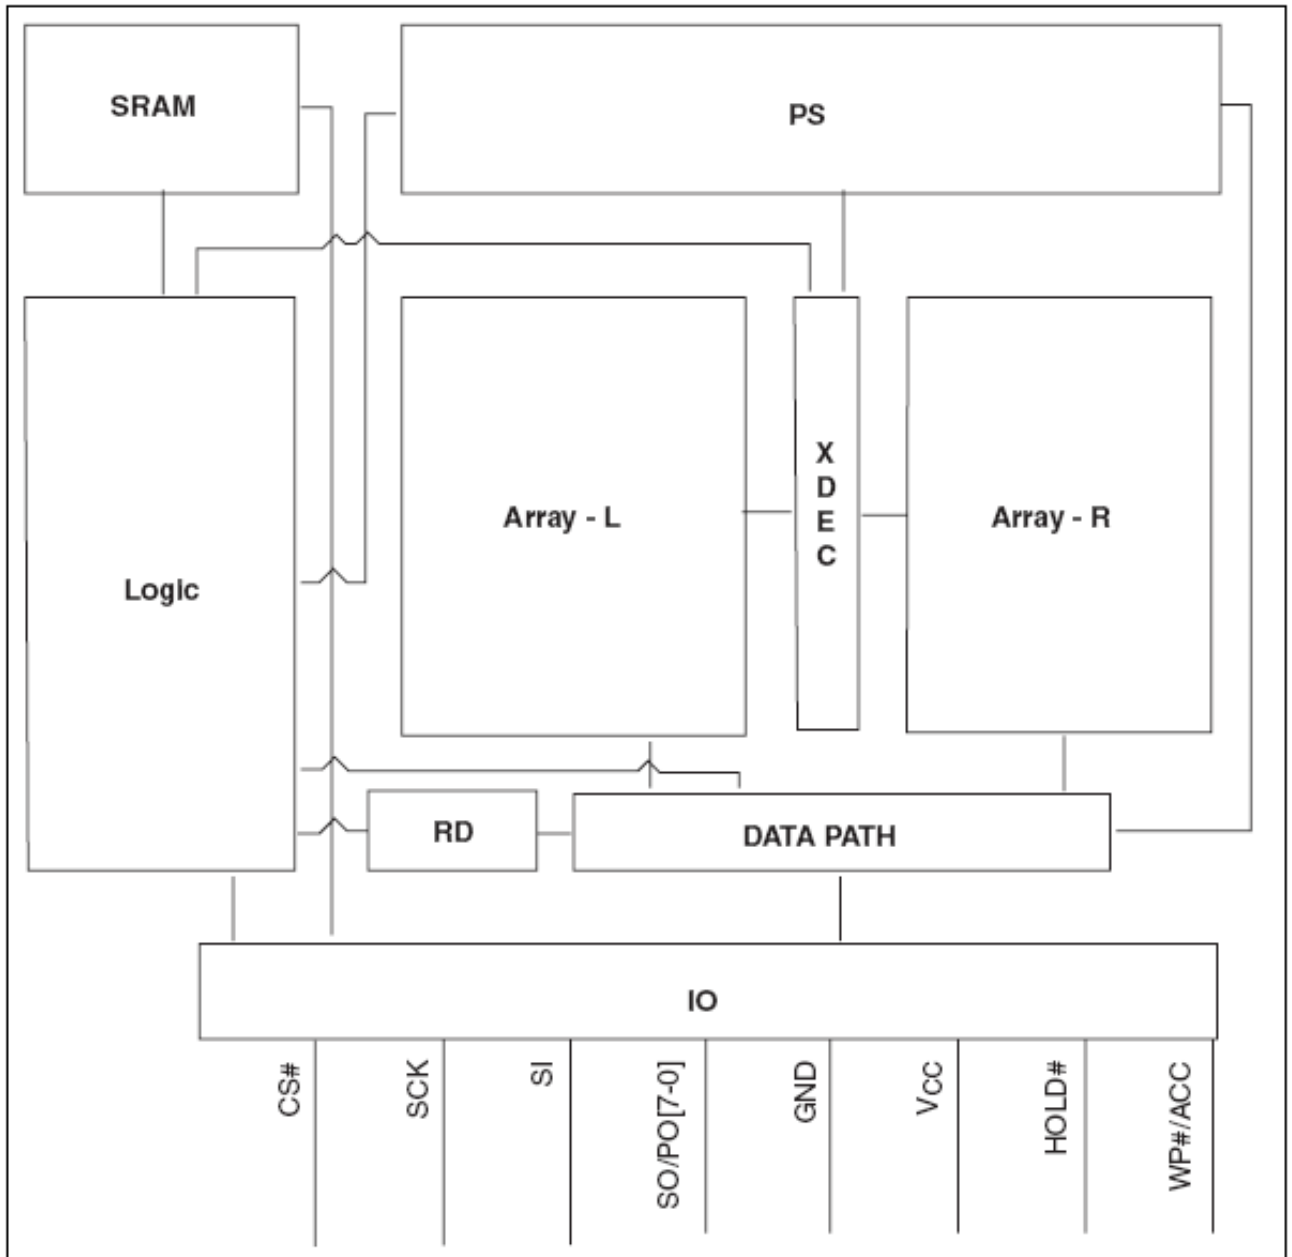 SRAM
PS
Logic
Array - L
X
D
E
C
Array - R
RD
DATA PATH
IO
CS#
SCK
SI
SO/PO[7-0]
GND
VCC
HOLD#
WP#/ACC